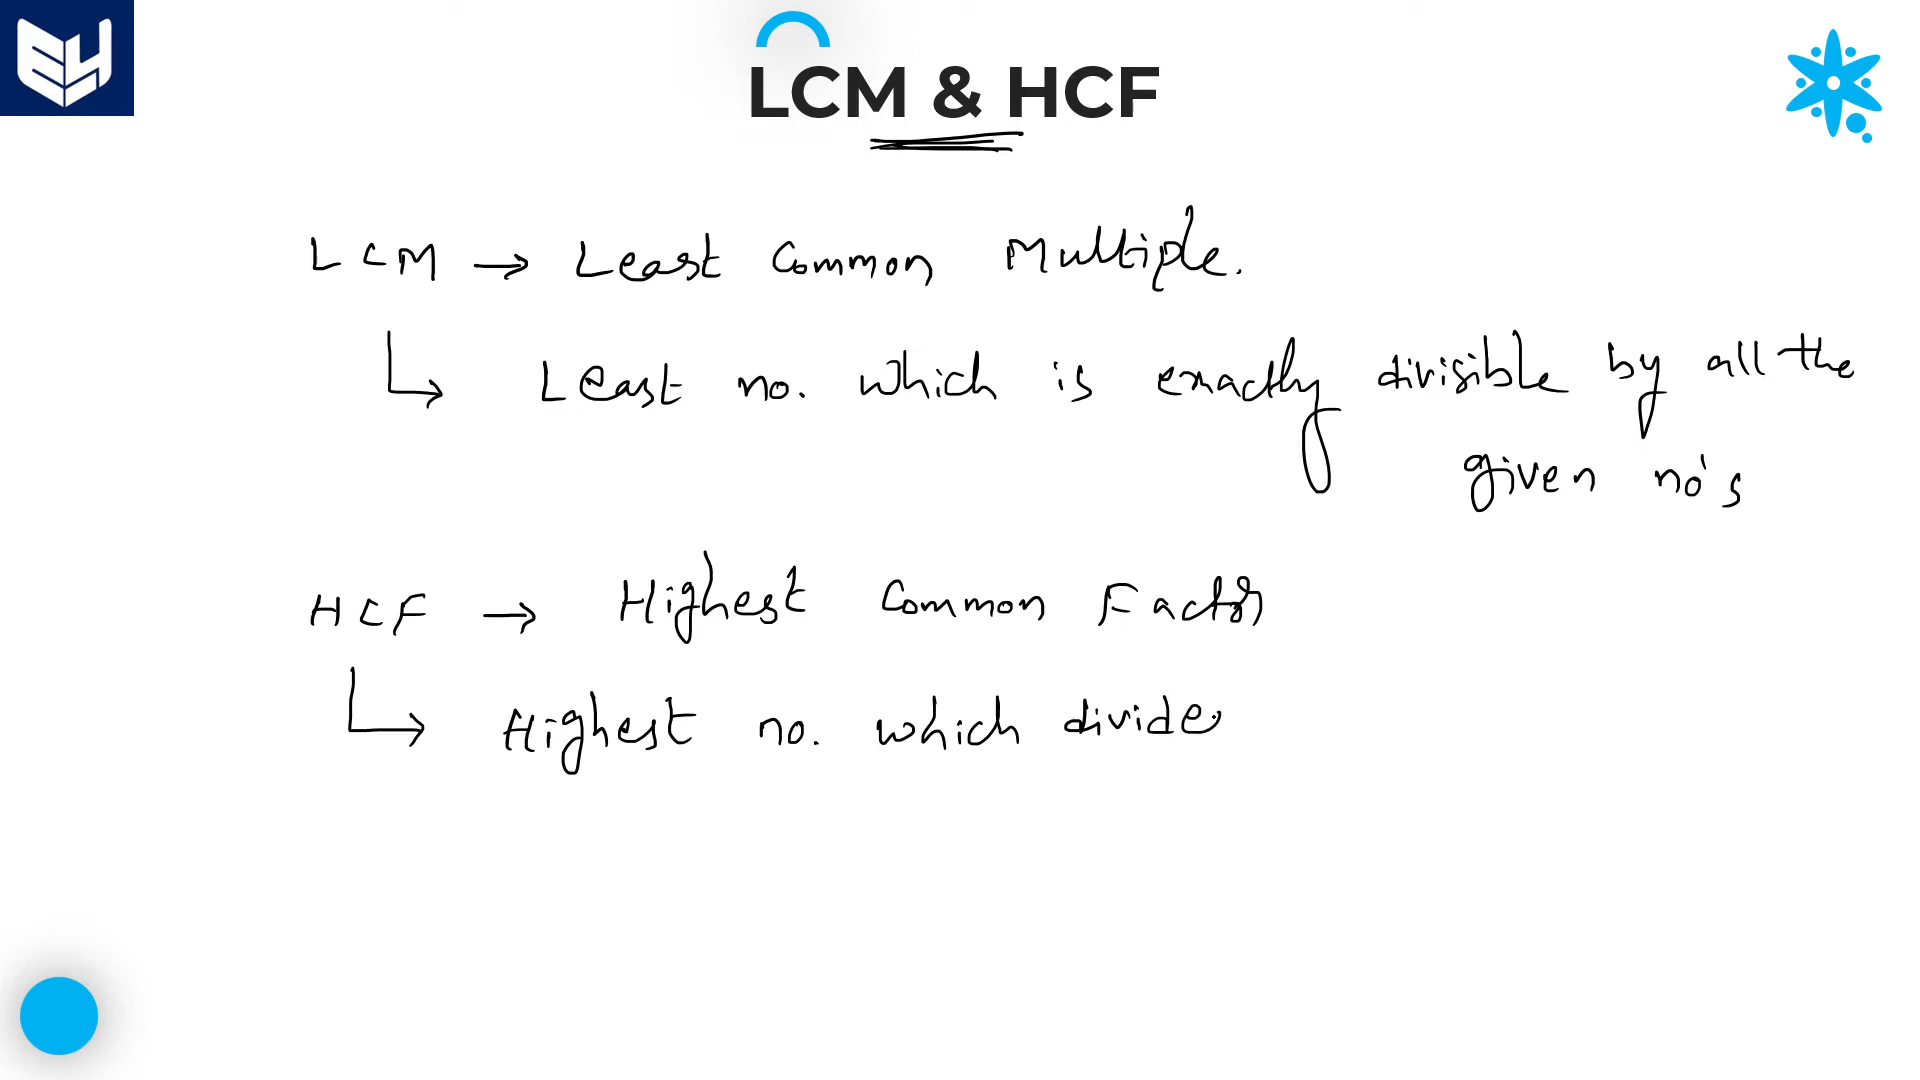 LCM & HCF
LCM → Least Common Multiple.
↳ Least no. which is exactly divisible by all the
given no's
HCF → Highest Common Factor
↳ Highest no. which divide